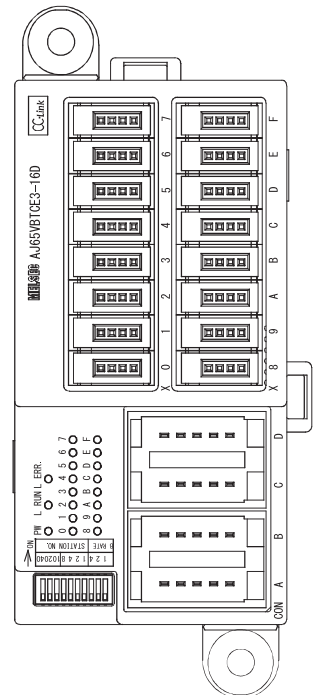 CC-Link
MELSEC AJ65VBTCE3-16D
X 0 1 2 3 4 5 6 7
X 8 9 A B C D E F
PW L RUN L ERR.
0 1 2 3 4 5 6 7
8 9 A B C D E F
ON
B RATE STATION NO.
1 2 4 1 2 4 8 10 20 40
CON A B C D